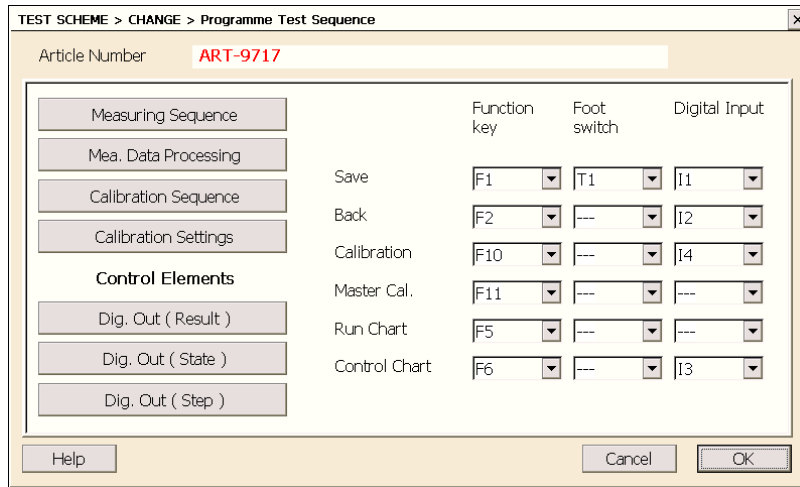 TEST SCHEME > CHANGE > Programme Test Sequence
Article Number ART-9717
Measuring Sequence
Mea. Data Processing
Calibration Sequence
Calibration Settings
Control Elements
Dig. Out ( Result )
Dig. Out ( State )
Dig. Out ( Step )
Function key Foot switch Digital Input
Save F1 T1 I1
Back F2 --- I2
Calibration F10 --- I4
Master Cal. F11 --- ---
Run Chart F5 --- ---
Control Chart F6 --- I3
Help Cancel OK